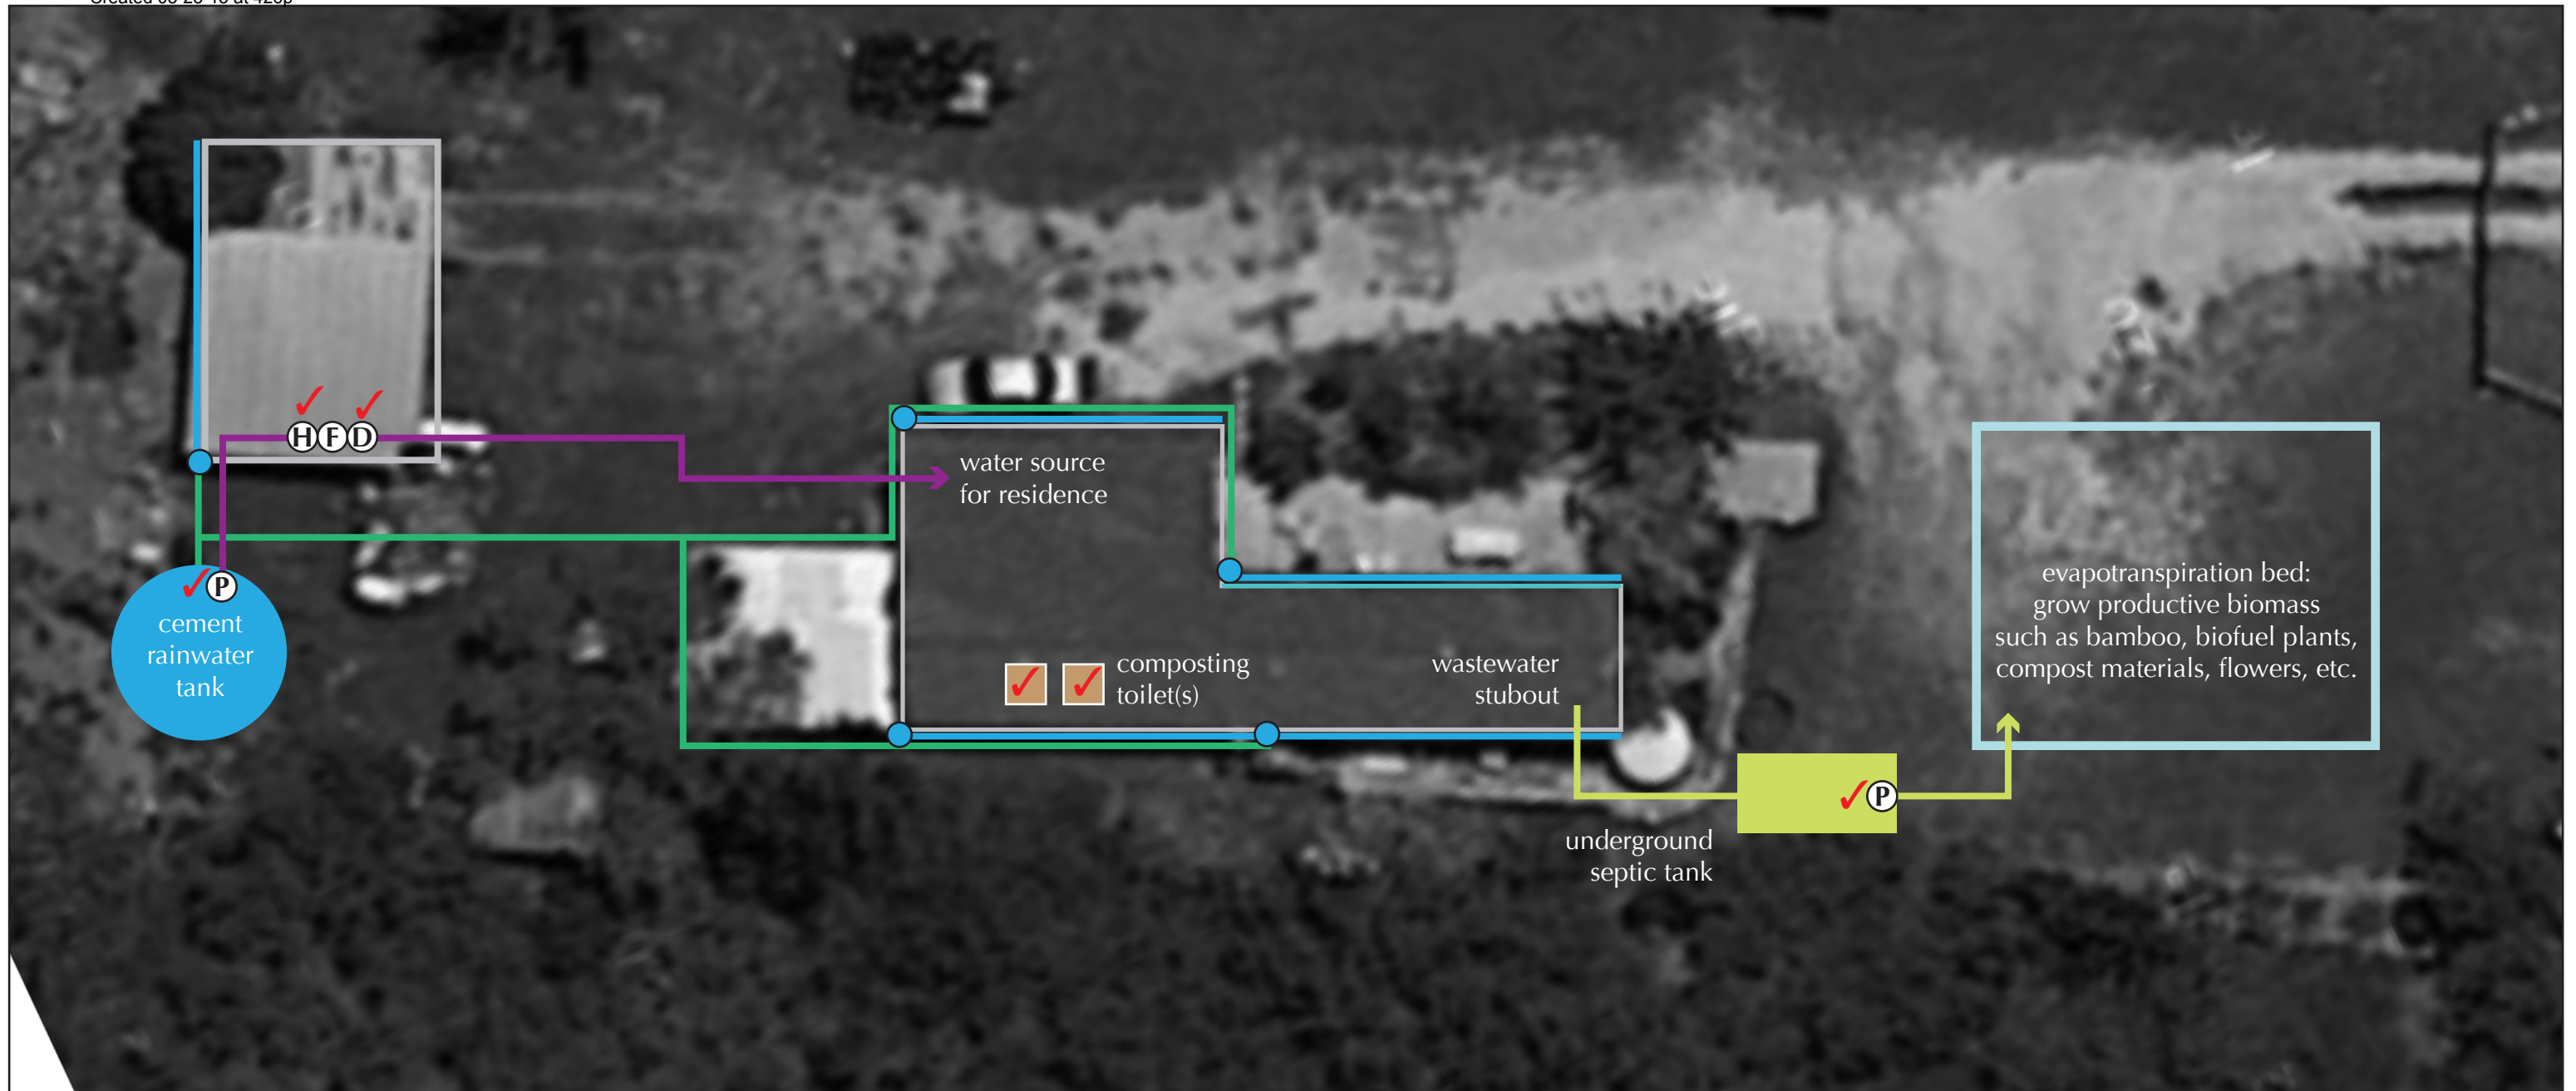 H F D
water source
for residence
P
cement
rainwater
tank
evapotranspiration bed:
grow productive biomass
such as bamboo, biofuel plants,
compost materials, flowers, etc.
composting
toilet(s)
wastewater
stubout
P
underground
septic tank